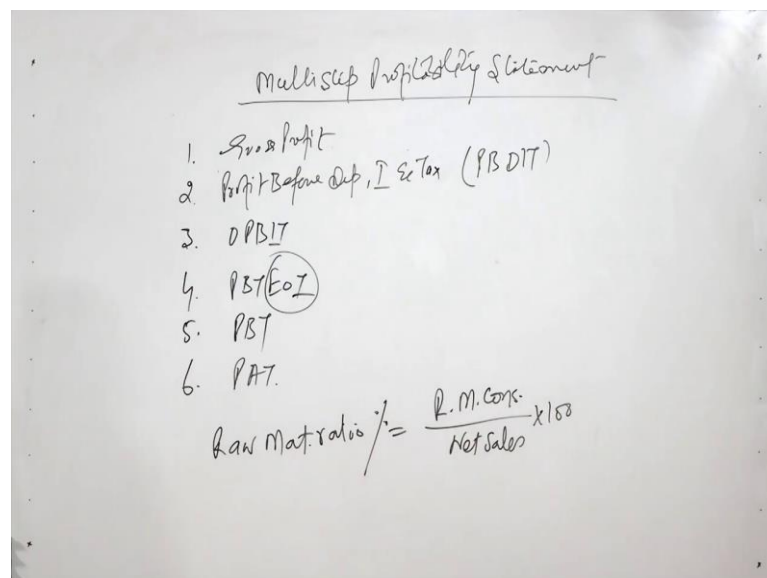 Multistep Profitability Statement
1. Gross Profit
2 Profit Before Dep, I & Tax (PBDIT)
3. OPBIT
4. PBT EOI
5. PBT
6. PAT.
Raw Mat. ratio % = R.M. Cons. / Net Sales x100